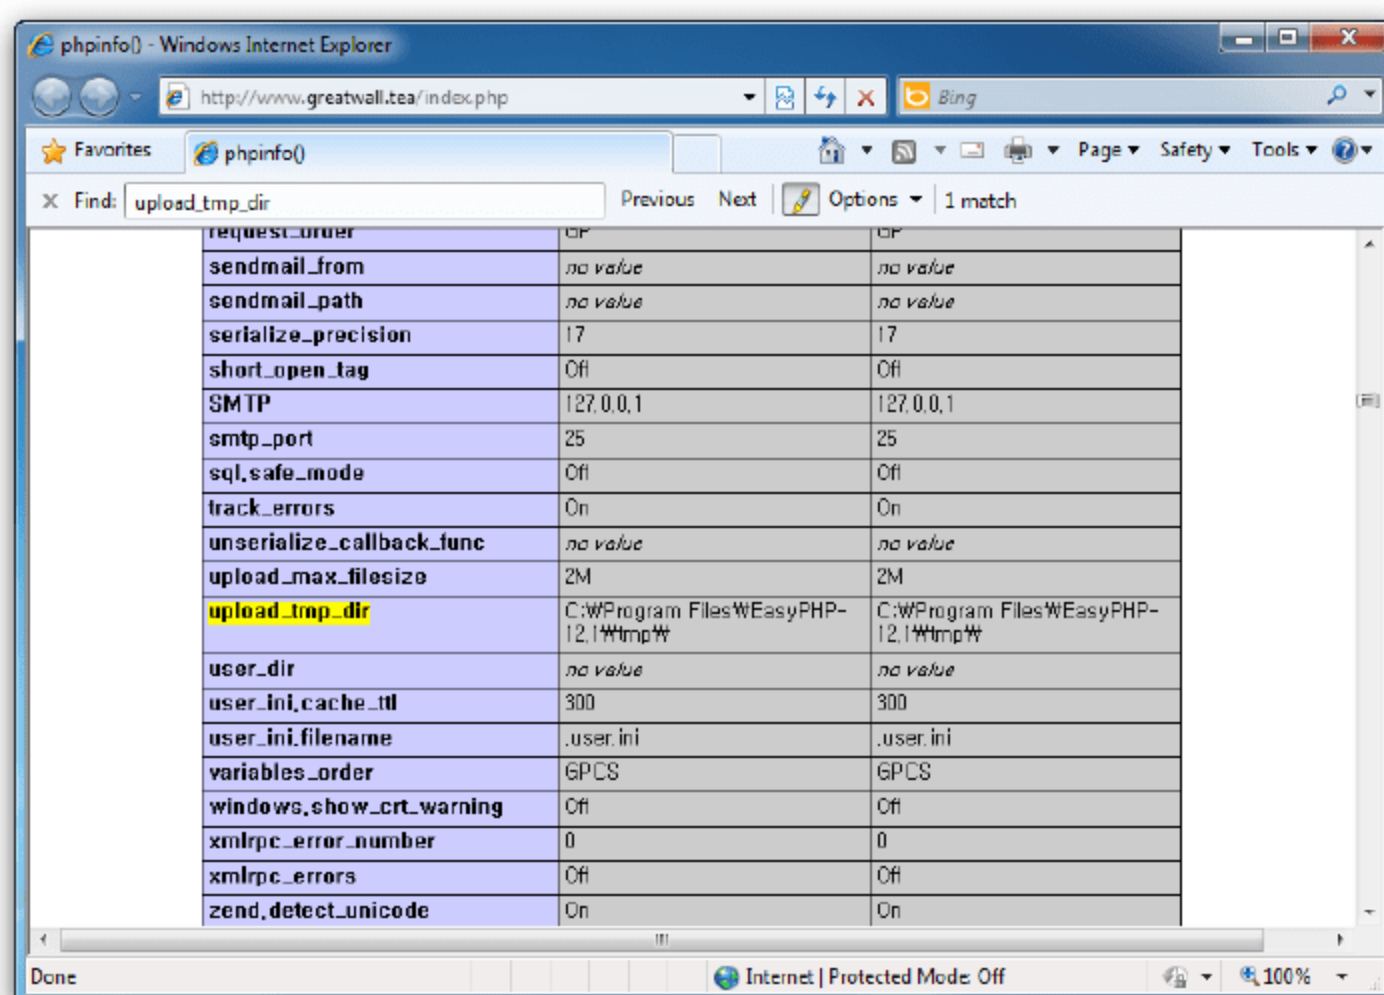 phpinfo() - Windows Internet Explorer
http://www.greatwall.tea/index.php
Bing
Favorites phpinfo() Page Safety Tools
X Find: upload_tmp_dir Previous Next Options 1 match
request_order GP GP
sendmail_from no value no value
sendmail_path no value no value
serialize_precision 17 17
short_open_tag Off Off
SMTP 127.0.0.1 127.0.0.1
smtp_port 25 25
sql.safe_mode Off Off
track_errors On On
unserialize_callback_func no value no value
upload_max_filesize 2M 2M
upload_tmp_dir C:₩Program Files₩EasyPHP- C:₩Program Files₩EasyPHP-
12.1₩tmp₩ 12.1₩tmp₩
user_dir no value no value
user_ini.cache_ttl 300 300
user_ini.filename .user.ini .user.ini
variables_order GPCS GPCS
windows.show_crt_warning Off Off
xmlrpc_error_number 0 0
xmlrpc_errors Off Off
zend.detect_unicode On On
Done Internet | Protected Mode: Off 100%